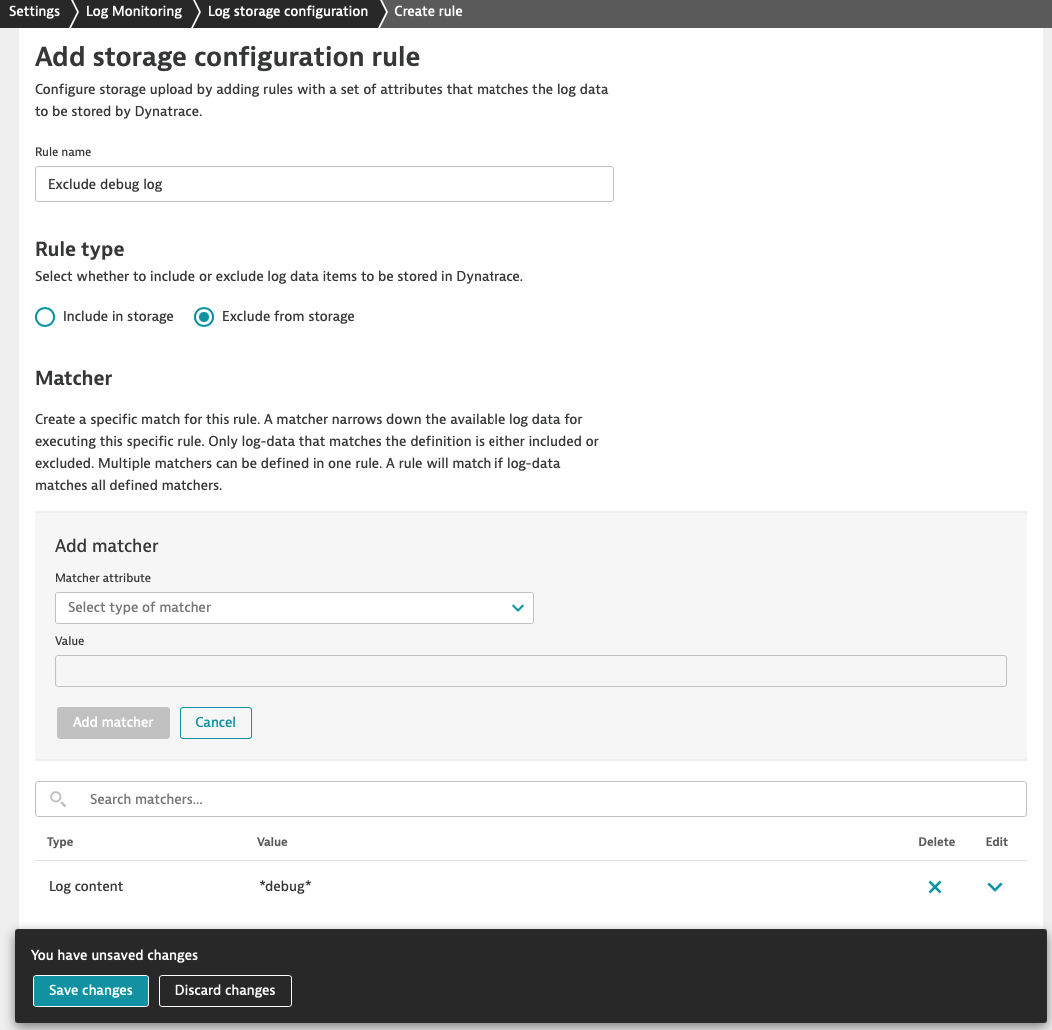 Settings Log Monitoring Log storage configuration Create rule
Add storage configuration rule
Configure storage upload by adding rules with a set of attributes that matches the log data
to be stored by Dynatrace.
Rule name
Exclude debug log
Rule type
Select whether to include or exclude log data items to be stored in Dynatrace.
Include in storage Exclude from storage
Matcher
Create a specific match for this rule. A matcher narrows down the available log data for
executing this specific rule. Only log-data that matches the definition is either included or
excluded. Multiple matchers can be defined in one rule. A rule will match if log-data
matches all defined matchers.
Add matcher
Matcher attribute
Select type of matcher
Value
Add matcher Cancel
Search matchers...
Type Value Delete Edit
Log content *debug*
You have unsaved changes
Save changes Discard changes